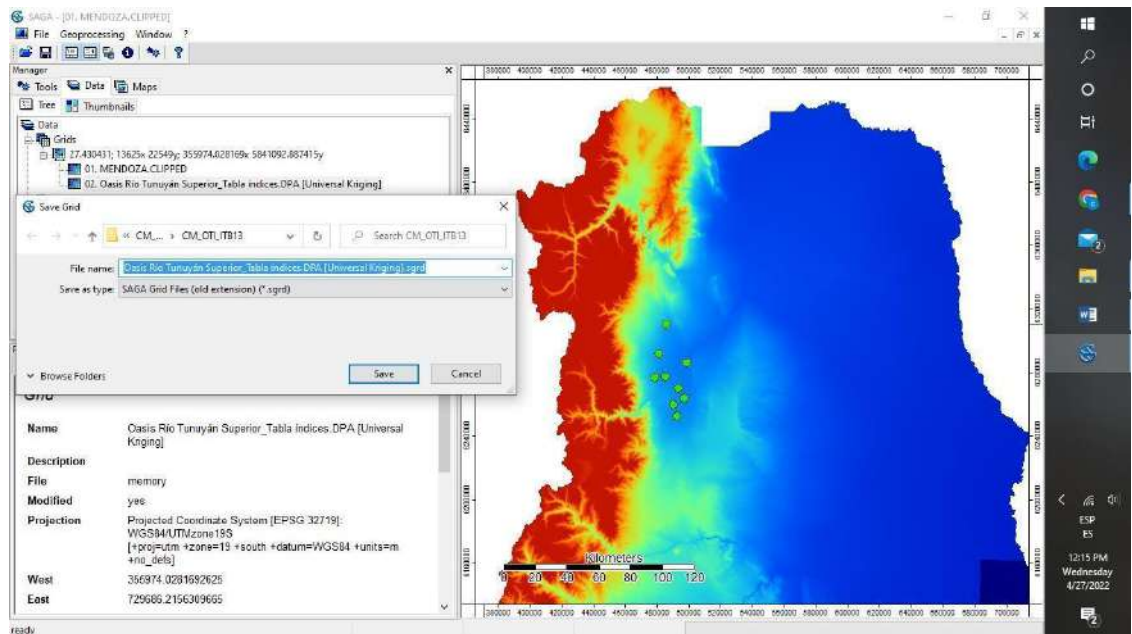 SAGA - [01. MENDOZA.CLIPPED]
File Geoprocessing Window ?
Manager
Tools Data Maps
Tree Thumbnails
Data
Grids
27.430431; 13625x 22549y; 355974.028169x 5841092.887415y
01. MENDOZA.CLIPPED
02. Oasis Río Tunuyán Superior_Tabla índices.DPA [Universal Kriging]
Save Grid
« CM_... › CM_OTI_ITB13
Search CM_OTI_ITB13
File name: Oasis Río Tunuyán Superior_Tabla índices.DPA [Universal Kriging].sgrd
Save as type: SAGA Grid Files (old extension) (*.sgrd)
Browse Folders
Save Cancel
Name Oasis Río Tunuyán Superior_Tabla índices.DPA [Universal
Kriging]
Description
File memory
Modified yes
Projection Projected Coordinate System [EPSG 32719]:
WGS84/UTMzone19S
[+proj=utm +zone=19 +south +datum=WGS84 +units=m
+no_defs]
West 355974.0281692625
East 729686.2156309665
ready
Kilometers
20 40 60 80 100 120
ESP
ES
12:15 PM
Wednesday
4/27/2022